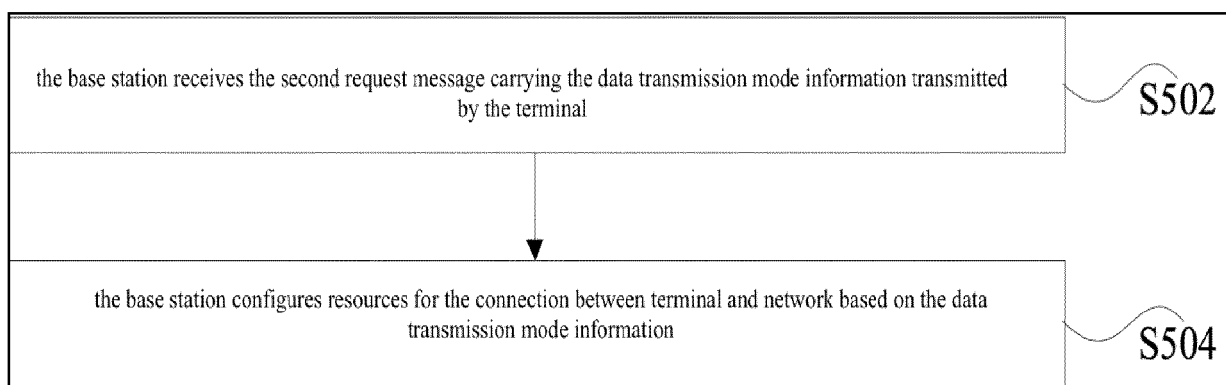 the base station receives the second request message carrying the data transmission mode information transmitted
by the terminal
S502
the base station configures resources for the connection between terminal and network based on the data
transmission mode information
S504